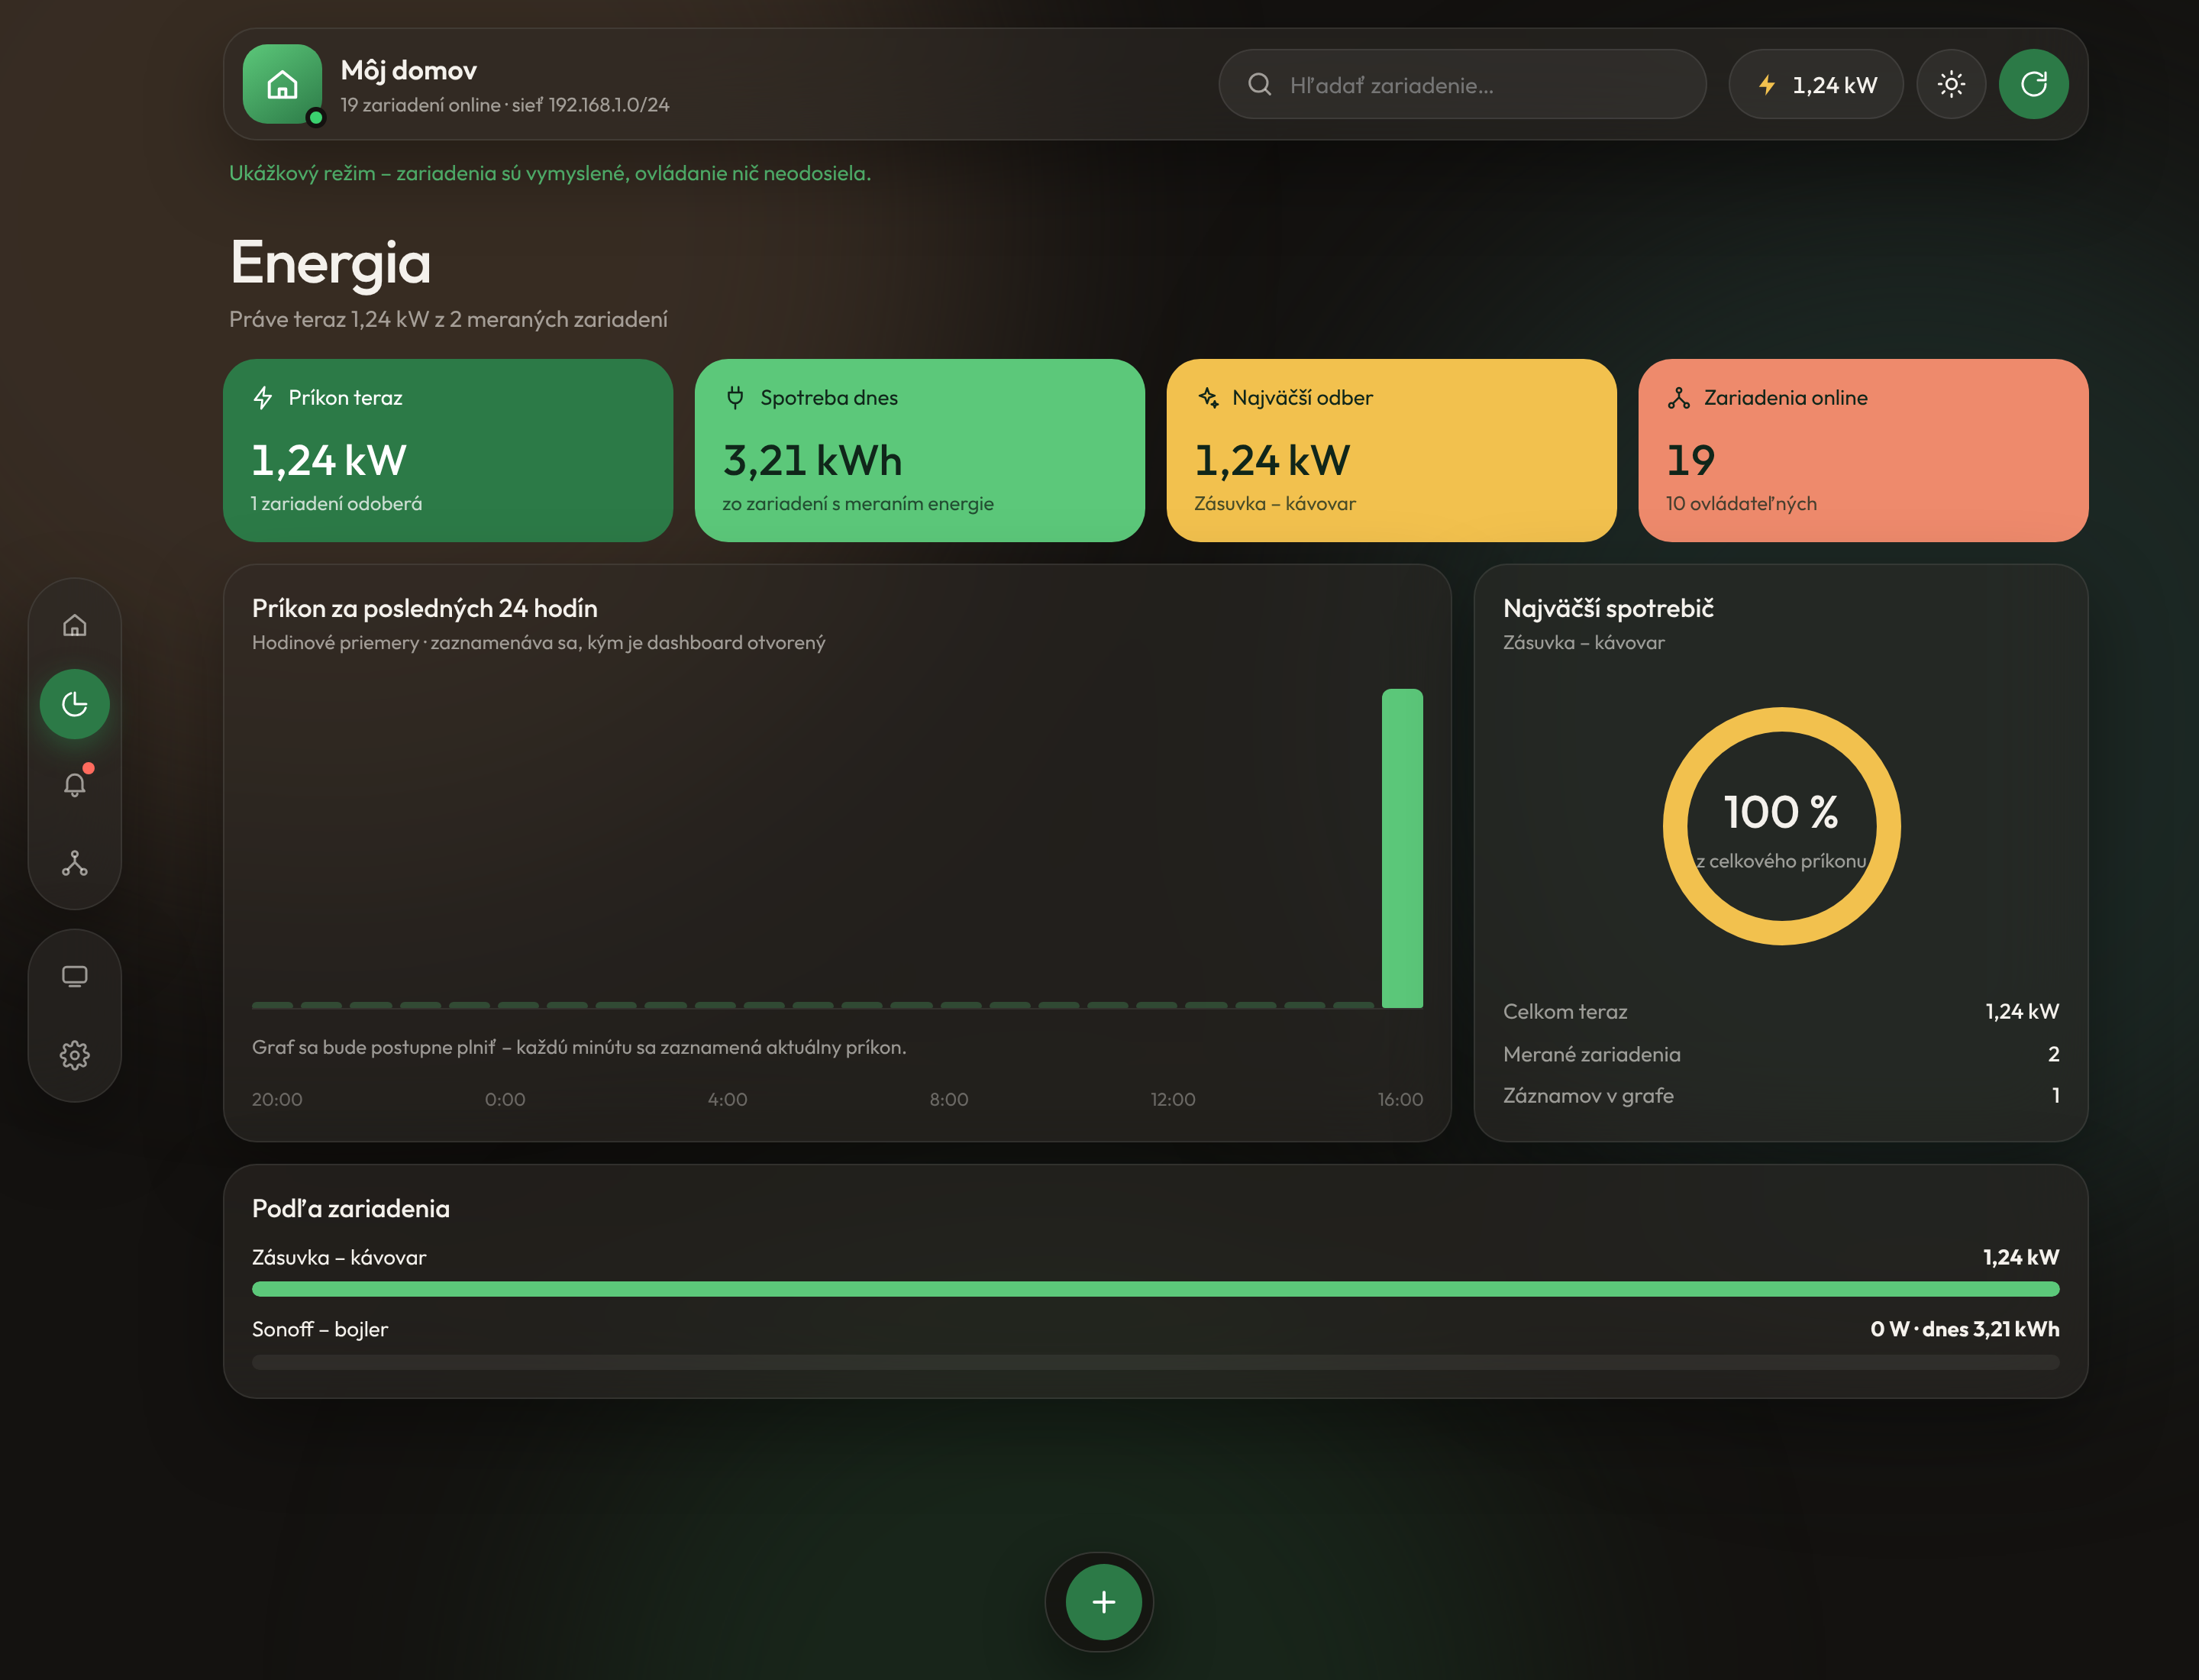 Môj domov
19 zariadení online · sieť 192.168.1.0/24
Hľadať zariadenie...
1,24 kW
Ukážkový režim – zariadenia sú vymyslené, ovládanie nič neodosiela.
Energia
Práve teraz 1,24 kW z 2 meraných zariadení
Príkon teraz
1,24 kW
1 zariadení odoberá
Spotreba dnes
3,21 kWh
zo zariadení s meraním energie
Najväčší odber
1,24 kW
Zásuvka – kávovar
Zariadenia online
19
10 ovládateľných
Príkon za posledných 24 hodín
Hodinové priemery · zaznamenáva sa, kým je dashboard otvorený
Graf sa bude postupne plniť – každú minútu sa zaznamená aktuálny príkon.
20:00 0:00 4:00 8:00 12:00 16:00
Najväčší spotrebič
Zásuvka – kávovar
100 %
z celkového príkonu
Celkom teraz 1,24 kW
Merané zariadenia 2
Záznamov v grafe 1
Podľa zariadenia
Zásuvka – kávovar 1,24 kW
Sonoff – bojler 0 W · dnes 3,21 kWh